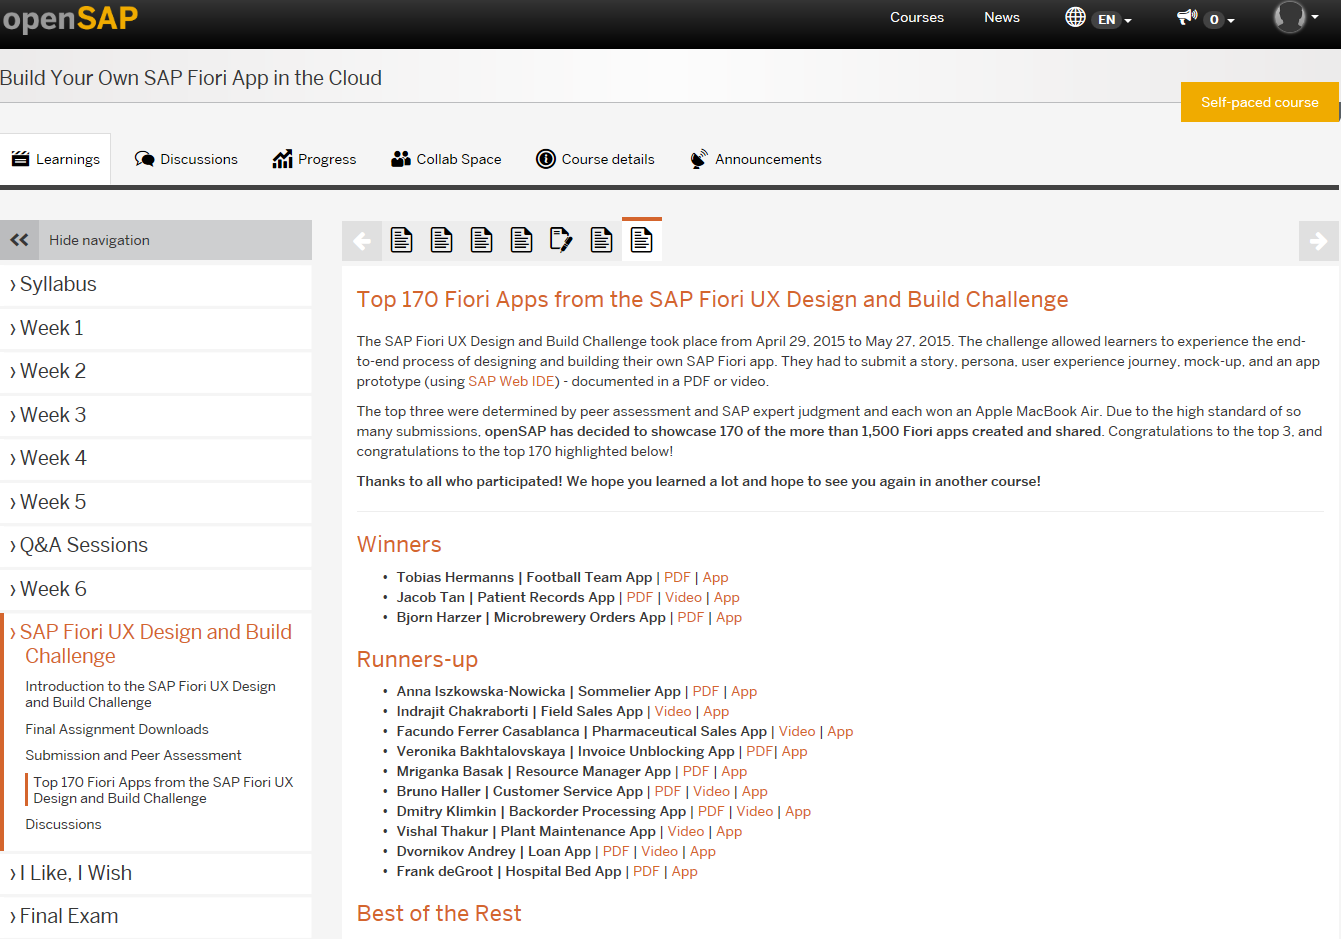 openSAP
Courses News EN 0
Build Your Own SAP Fiori App in the Cloud
Self-paced course
Learnings Discussions Progress Collab Space Course details Announcements
Hide navigation
Syllabus
Week 1
Week 2
Week 3
Week 4
Week 5
Q&A Sessions
Week 6
SAP Fiori UX Design and Build
Challenge
Introduction to the SAP Fiori UX Design
and Build Challenge
Final Assignment Downloads
Submission and Peer Assessment
Top 170 Fiori Apps from the SAP Fiori UX
Design and Build Challenge
Discussions
I Like, I Wish
Final Exam
Top 170 Fiori Apps from the SAP Fiori UX Design and Build Challenge
The SAP Fiori UX Design and Build Challenge took place from April 29, 2015 to May 27, 2015. The challenge allowed learners to experience the end-
to-end process of designing and building their own SAP Fiori app. They had to submit a story, persona, user experience journey, mock-up, and an app
prototype (using SAP Web IDE) - documented in a PDF or video.
The top three were determined by peer assessment and SAP expert judgment and each won an Apple MacBook Air. Due to the high standard of so
many submissions, openSAP has decided to showcase 170 of the more than 1,500 Fiori apps created and shared. Congratulations to the top 3, and
congratulations to the top 170 highlighted below!
Thanks to all who participated! We hope you learned a lot and hope to see you again in another course!
Winners
• Tobias Hermanns | Football Team App | PDF | App
• Jacob Tan | Patient Records App | PDF | Video | App
• Bjorn Harzer | Microbrewery Orders App | PDF | App
Runners-up
• Anna Iszkowska-Nowicka | Sommelier App | PDF | App
• Indrajit Chakraborti | Field Sales App | Video | App
• Facundo Ferrer Casablanca | Pharmaceutical Sales App | Video | App
• Veronika Bakhtalovskaya | Invoice Unblocking App | PDF| App
• Mriganka Basak | Resource Manager App | PDF | App
• Bruno Haller | Customer Service App | PDF | Video | App
• Dmitry Klimkin | Backorder Processing App | PDF | Video | App
• Vishal Thakur | Plant Maintenance App | Video | App
• Dvornikov Andrey | Loan App | PDF | Video | App
• Frank deGroot | Hospital Bed App | PDF | App
Best of the Rest